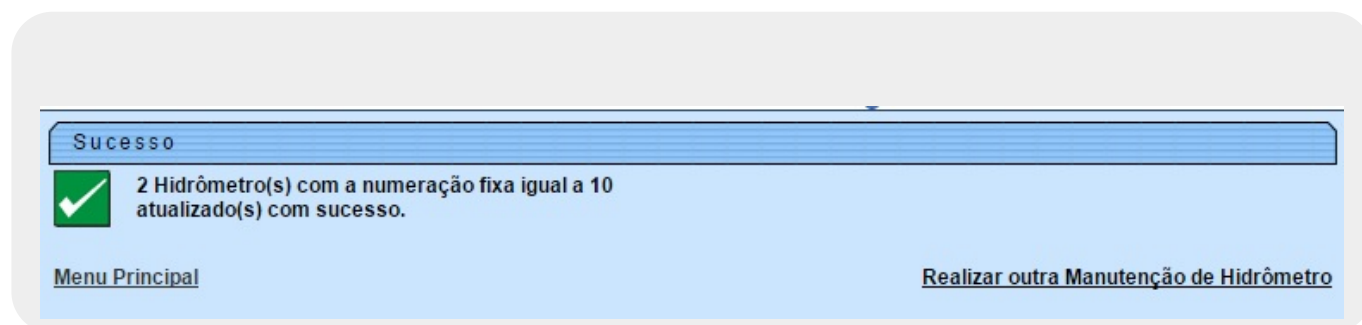 Sucesso
2 Hidrômetro(s) com a numeração fixa igual a 10
atualizado(s) com sucesso.
Menu Principal
Realizar outra Manutenção de Hidrômetro